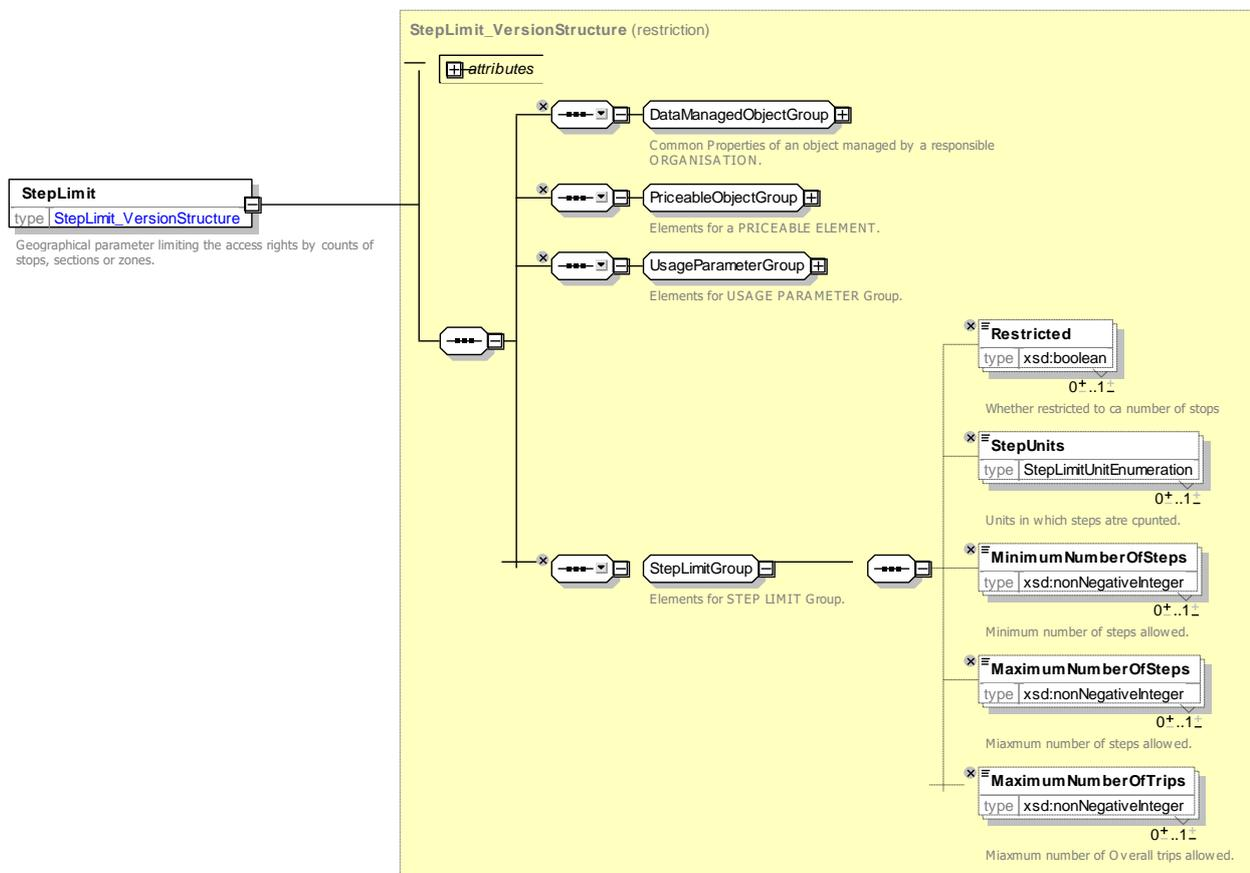 StepLimit_VersionStructure (restriction)
attributes
DataManagedObjectGroup
Common Properties of an object managed by a responsible
ORGANISATION.
StepLimit
type StepLimit_VersionStructure
Geographical parameter limiting the access rights by counts of
stops, sections or zones.
PriceableObjectGroup
Elements for a PRICEABLE ELEMENT.
UsageParameterGroup
Elements for USAGE PARAMETER Group.
StepLimitGroup
Elements for STEP LIMIT Group.
Restricted
type xsd:boolean
0..1
Whether restricted to ca number of stops
StepUnits
type StepLimitUnitEnumeration
0..1
Units in which steps atre cpunted.
MinimumNumberOfSteps
type xsd:nonNegativeInteger
0..1
Minimum number of steps allowed.
MaximumNumberOfSteps
type xsd:nonNegativeInteger
0..1
Miaxmum number of steps allowed.
MaximumNumberOfTrips
type xsd:nonNegativeInteger
0..1
Miaxmum number of Overall trips allowed.